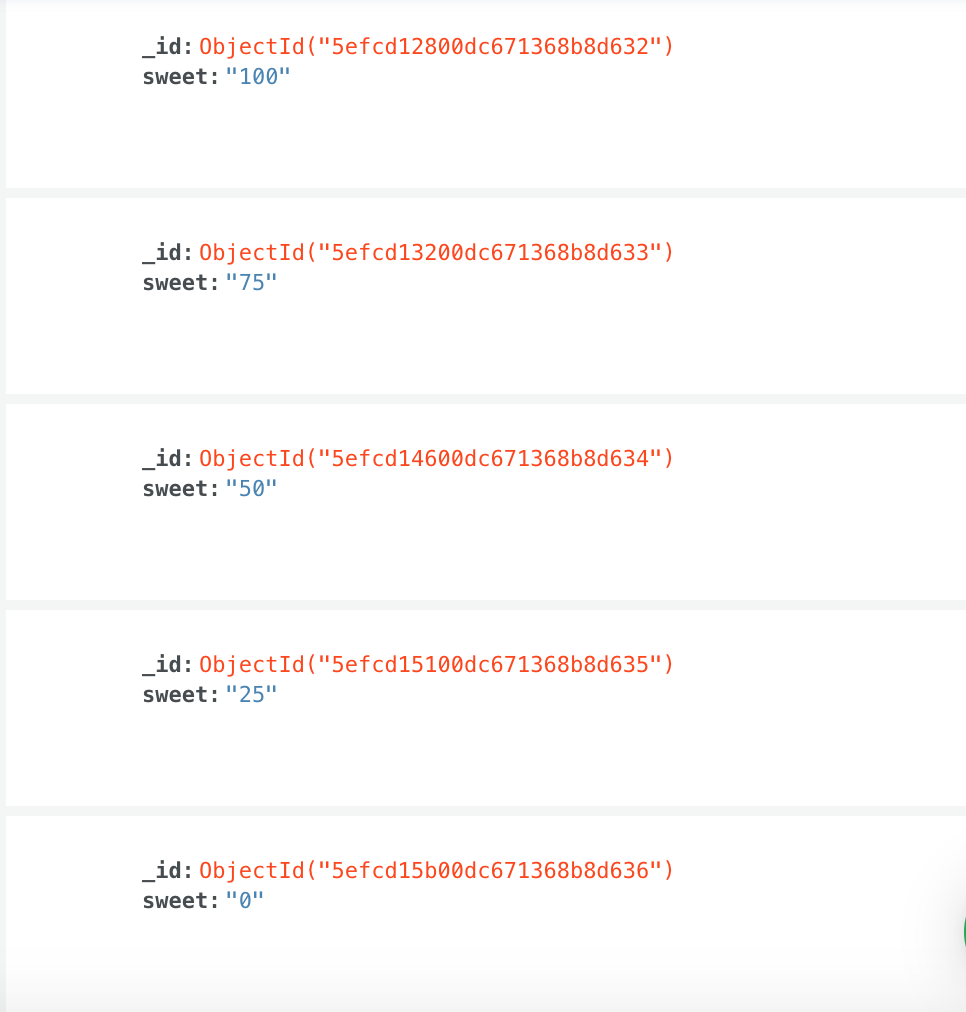 _id: ObjectId("5efcd12800dc671368b8d632")
sweet: "100"
_id: ObjectId("5efcd13200dc671368b8d633")
sweet: "75"
_id: ObjectId("5efcd14600dc671368b8d634")
sweet: "50"
_id: ObjectId("5efcd15100dc671368b8d635")
sweet: "25"
_id: ObjectId("5efcd15b00dc671368b8d636")
sweet: "0"